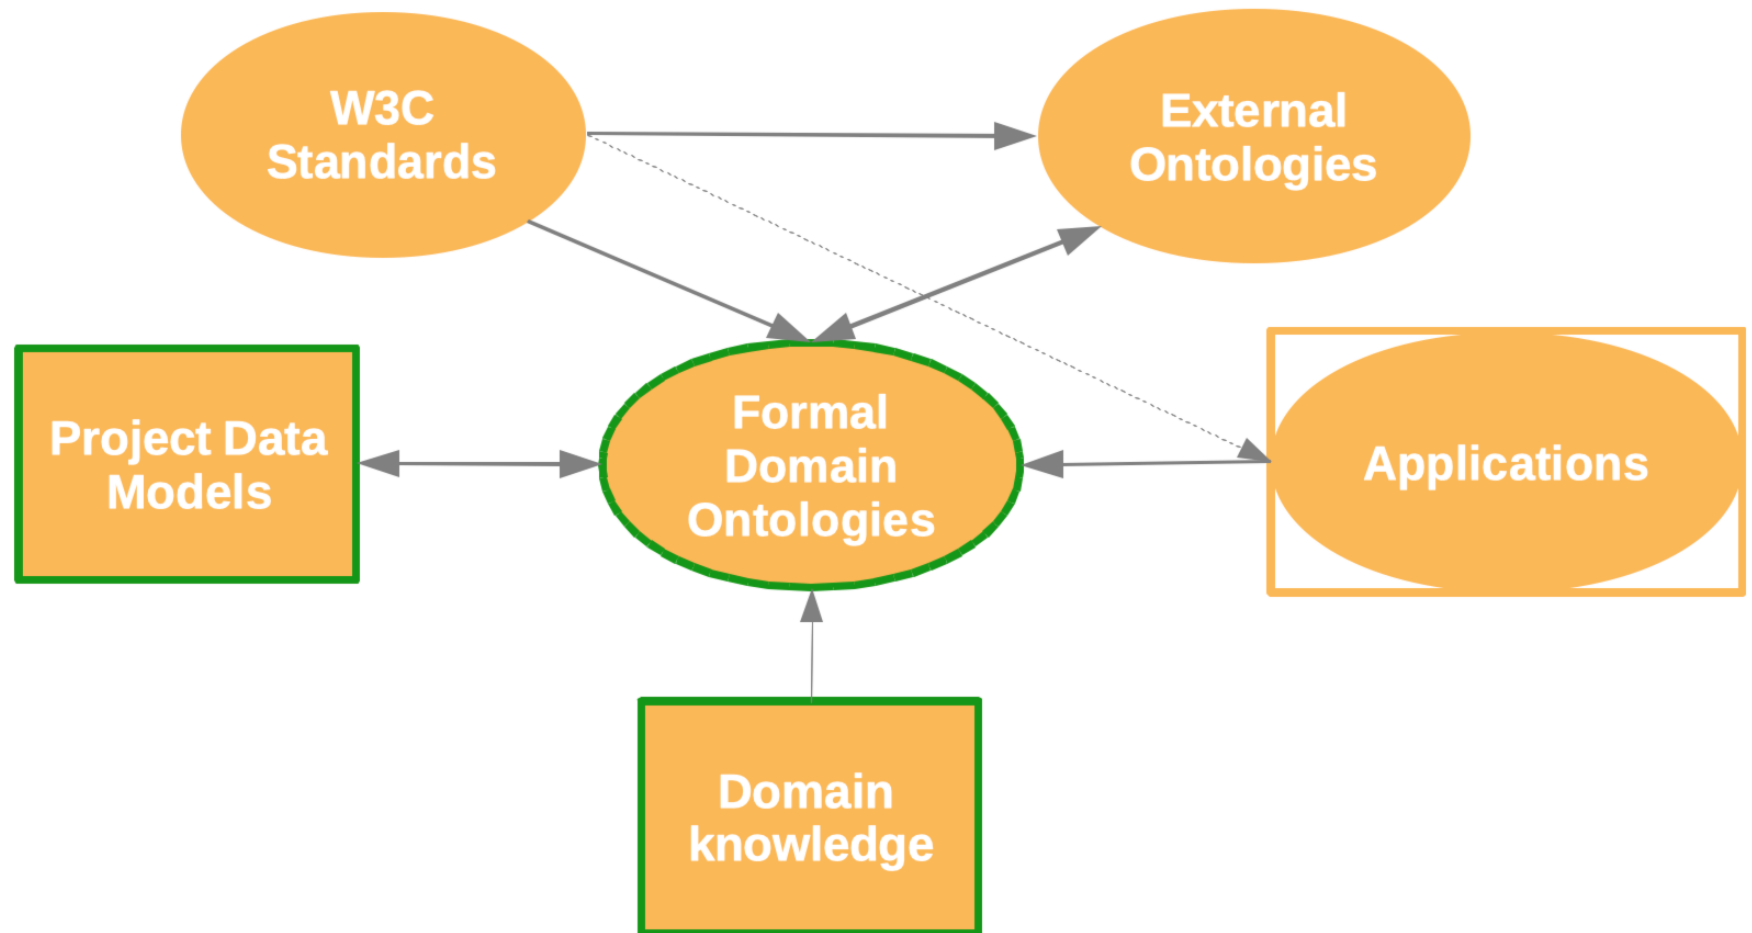 W3C
Standards
External
Ontologies
Project Data
Models
Formal
Domain
Ontologies
Applications
Domain
knowledge